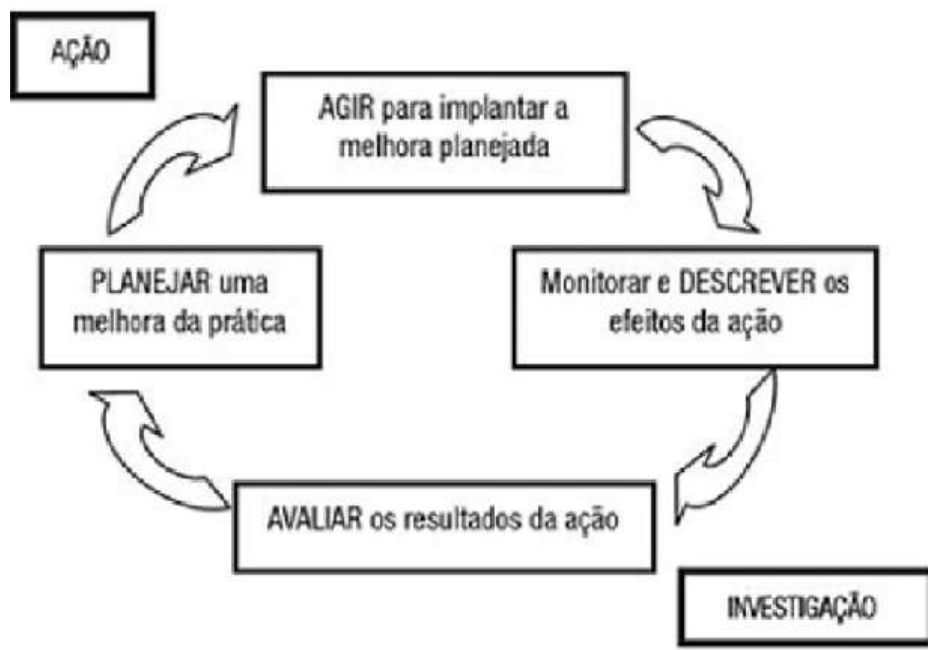 AÇÃO
AGIR para implantar a
melhora planejada
PLANEJAR uma
melhora da prática
Monitorar e DESCREVER os
efeitos da ação
AVALIAR os resultados da ação
INVESTIGAÇÃO